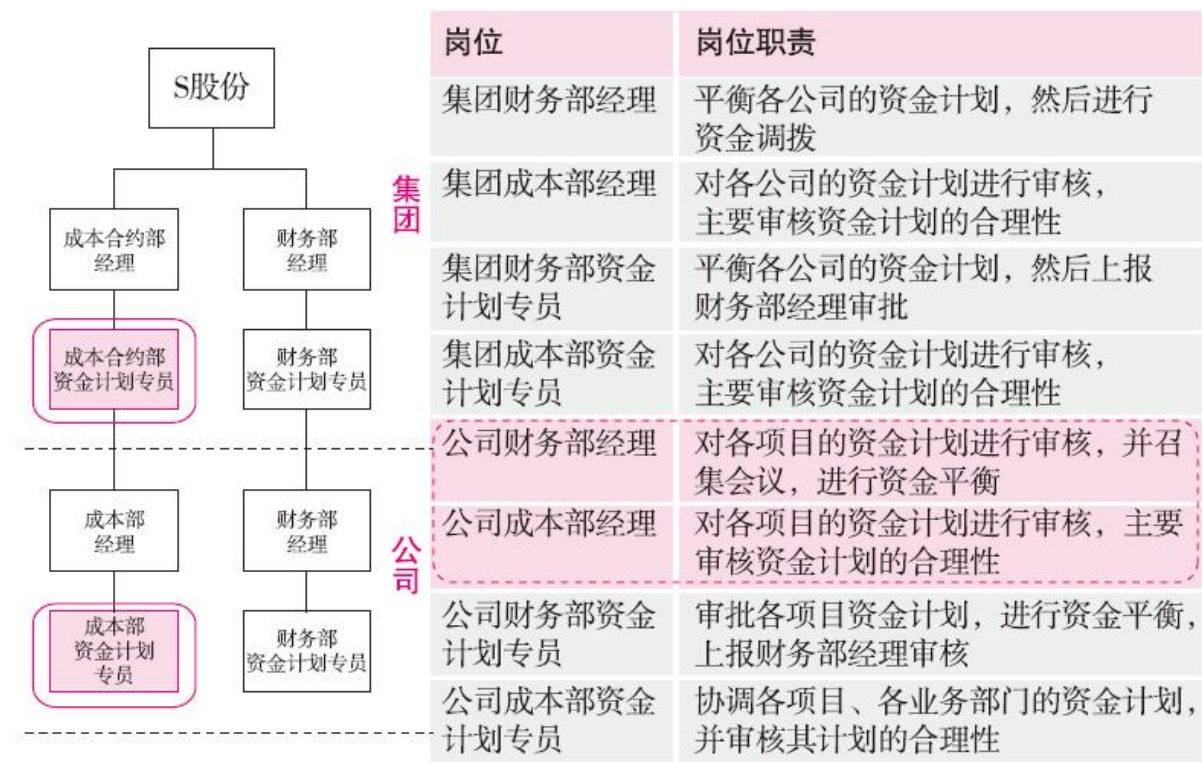 S股份
集团
成本合约部
经理
财务部
经理
成本合约部
资金计划专员
财务部
资金计划专员
公司
成本部
经理
财务部
经理
成本部
资金计划
专员
财务部
资金计划专员
岗位
岗位职责
集团财务部经理
平衡各公司的资金计划，然后进行
资金调拨
集团成本部经理
对各公司的资金计划进行审核，
主要审核资金计划的合理性
集团财务部资金
计划专员
平衡各公司的资金计划，然后上报
财务部经理审批
集团成本部资金
计划专员
对各公司的资金计划进行审核，
主要审核资金计划的合理性
公司财务部经理
对各项目的资金计划进行审核，并召
集会议，进行资金平衡
公司成本部经理
对各项目的资金计划进行审核，主要
审核资金计划的合理性
公司财务部资金
计划专员
审批各项目资金计划，进行资金平衡，
上报财务部经理审核
公司成本部资金
计划专员
协调各项目、各业务部门的资金计划，
并审核其计划的合理性